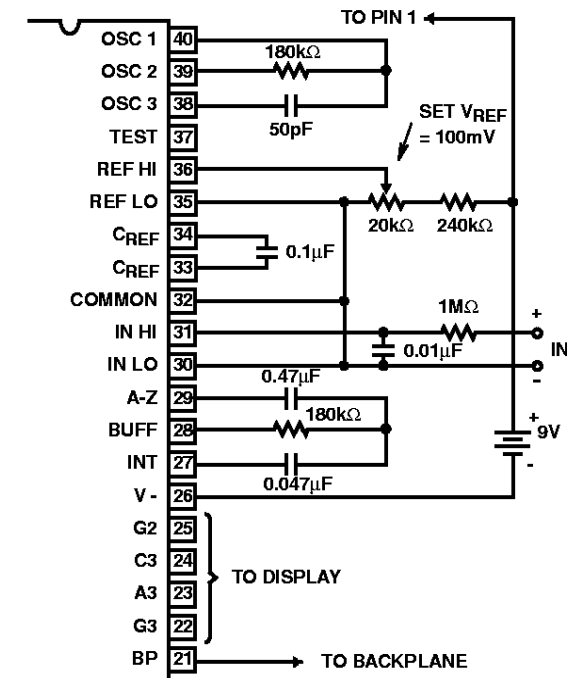 TO PIN 1
OSC 1 40
180kΩ
OSC 2 39
OSC 3 38
50pF
SET VREF
= 100mV
TEST 37
REF HI 36
REF LO 35
20kΩ 240kΩ
CREF 34
0.1μF
CREF 33
COMMON 32
1MΩ
IN HI 31
+
0.01μF
IN
IN LO 30
-
0.47μF
A-Z 29
180kΩ
+
9V
BUFF 28
INT 27
-
0.047μF
V - 26
G2 25
C3 24
TO DISPLAY
A3 23
G3 22
BP 21
TO BACKPLANE